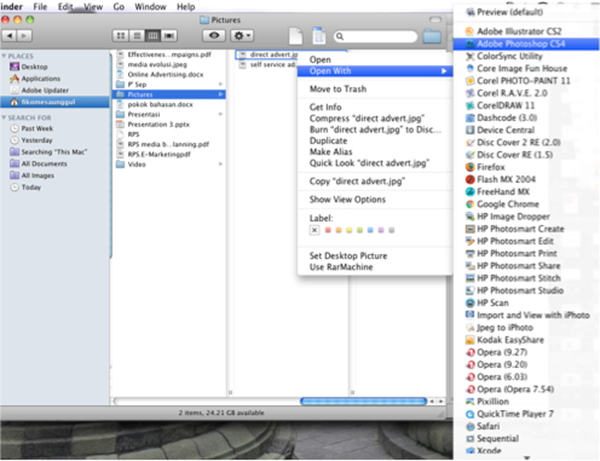 inder File Edit View Go Window Help
Pictures
PLACES
Desktop
Applications
Adobe Updater
fikomesaunggul
SEARCH FOR
Past Week
Yesterday
Searching "This Mac"
All Documents
All Images
Today
Effectivenes...mpaigns.pdf
media evolusi.jpeg
Online Advertising.docx
P' Sep
Pictures
pokok bahasan.docx
Presentasi
Presentation 3.pptx
RPS
RPS media b...lanning.pdf
RPS.E-Marketingpdf
Video
direct advert.jp
self service ad
Open
Open With
Move to Trash
Get Info
Compress "direct advert.jpg"
Burn "direct advert.jpg" to Disc...
Duplicate
Make Alias
Quick Look "direct advert.jpg"
Copy "direct advert.jpg"
Show View Options
Label:
Set Desktop Picture
Use RarMachine
Preview (default)
Adobe Illustrator CS2
Adobe Photoshop CS4
ColorSync Utility
Core Image Fun House
Corel PHOTO-PAINT 11
Corel R.A.V.E. 2.0
CorelDRAW 11
Dashcode (3.0)
Device Central
Disc Cover 2 RE (2.0)
Disc Cover RE (1.5)
Firefox
Flash MX 2004
FreeHand MX
Google Chrome
HP Image Dropper
HP Photosmart Create
HP Photosmart Edit
HP Photosmart Print
HP Photosmart Share
HP Photosmart Stitch
HP Photosmart Studio
HP Scan
Import and View with iPhoto
Jpeg to iPhoto
Kodak EasyShare
Opera (9.27)
Opera (9.20)
Opera (6.03)
Opera (Opera 7.54)
Pixillion
QuickTime Player 7
Safari
Sequential
Xcode
2 items, 24.21 GB available